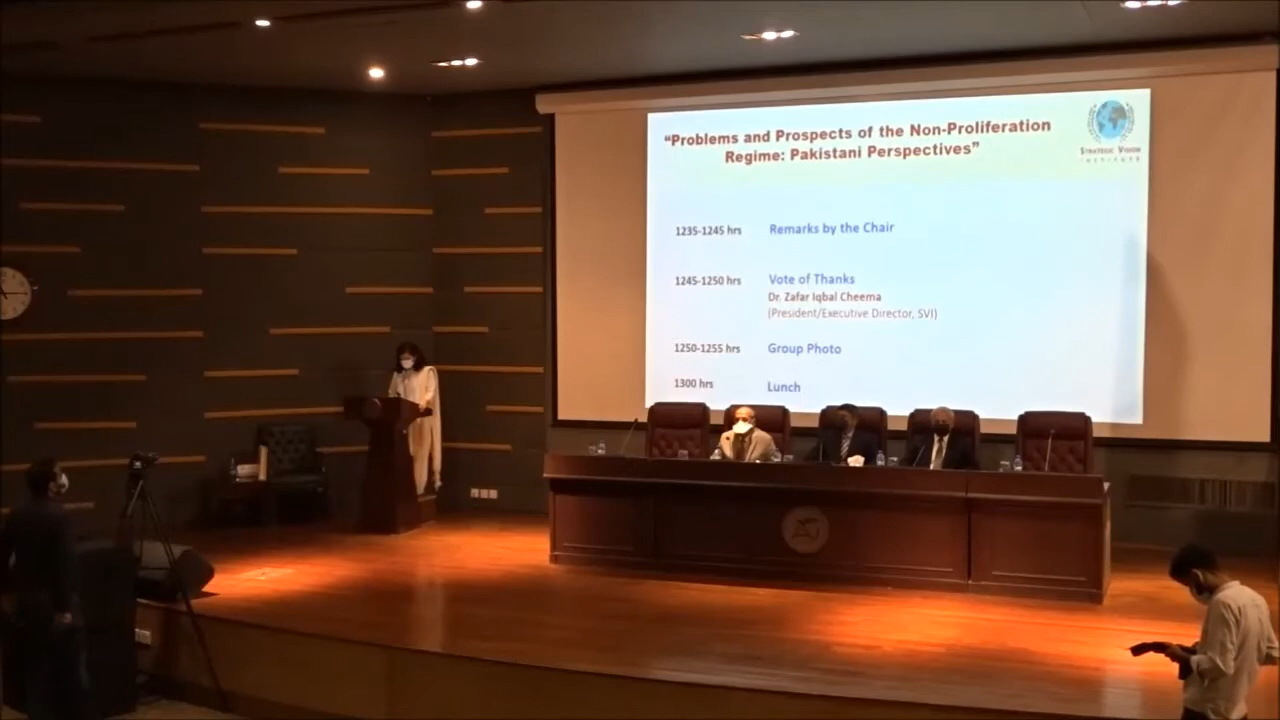 “Problems and Prospects of the Non-Proliferation
Regime: Pakistani Perspectives”
STRATEGIC VISION
INSTITUTE
1235-1245 hrs Remarks by the Chair
1245-1250 hrs Vote of Thanks
Dr. Zafar Iqbal Cheema
(President/Executive Director, SVI)
1250-1255 hrs Group Photo
1300 hrs Lunch